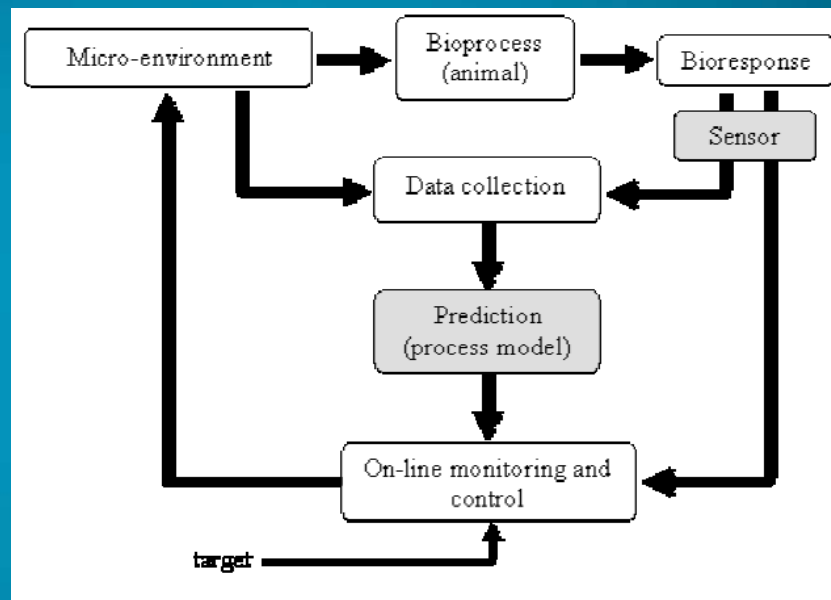 Micro-environment
Bioprocess
(animal)
Bioresponse
Sensor
Data collection
Prediction
(process model)
On-line monitoring and
control
target